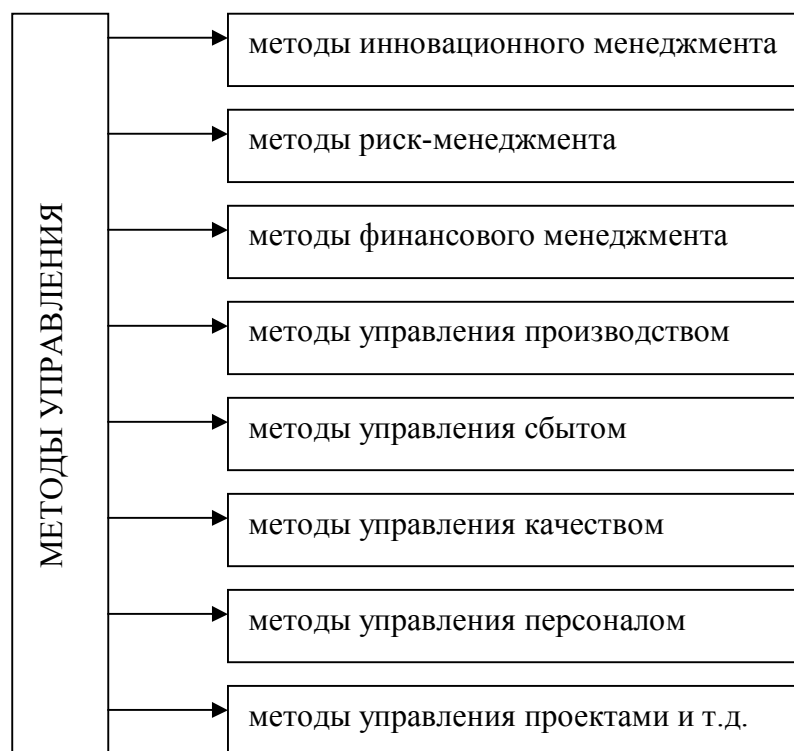 МЕТОДЫ УПРАВЛЕНИЯ
методы инновационного менеджмента
методы риск-менеджмента
методы финансового менеджмента
методы управления производством
методы управления сбытом
методы управления качеством
методы управления персоналом
методы управления проектами и т.д.